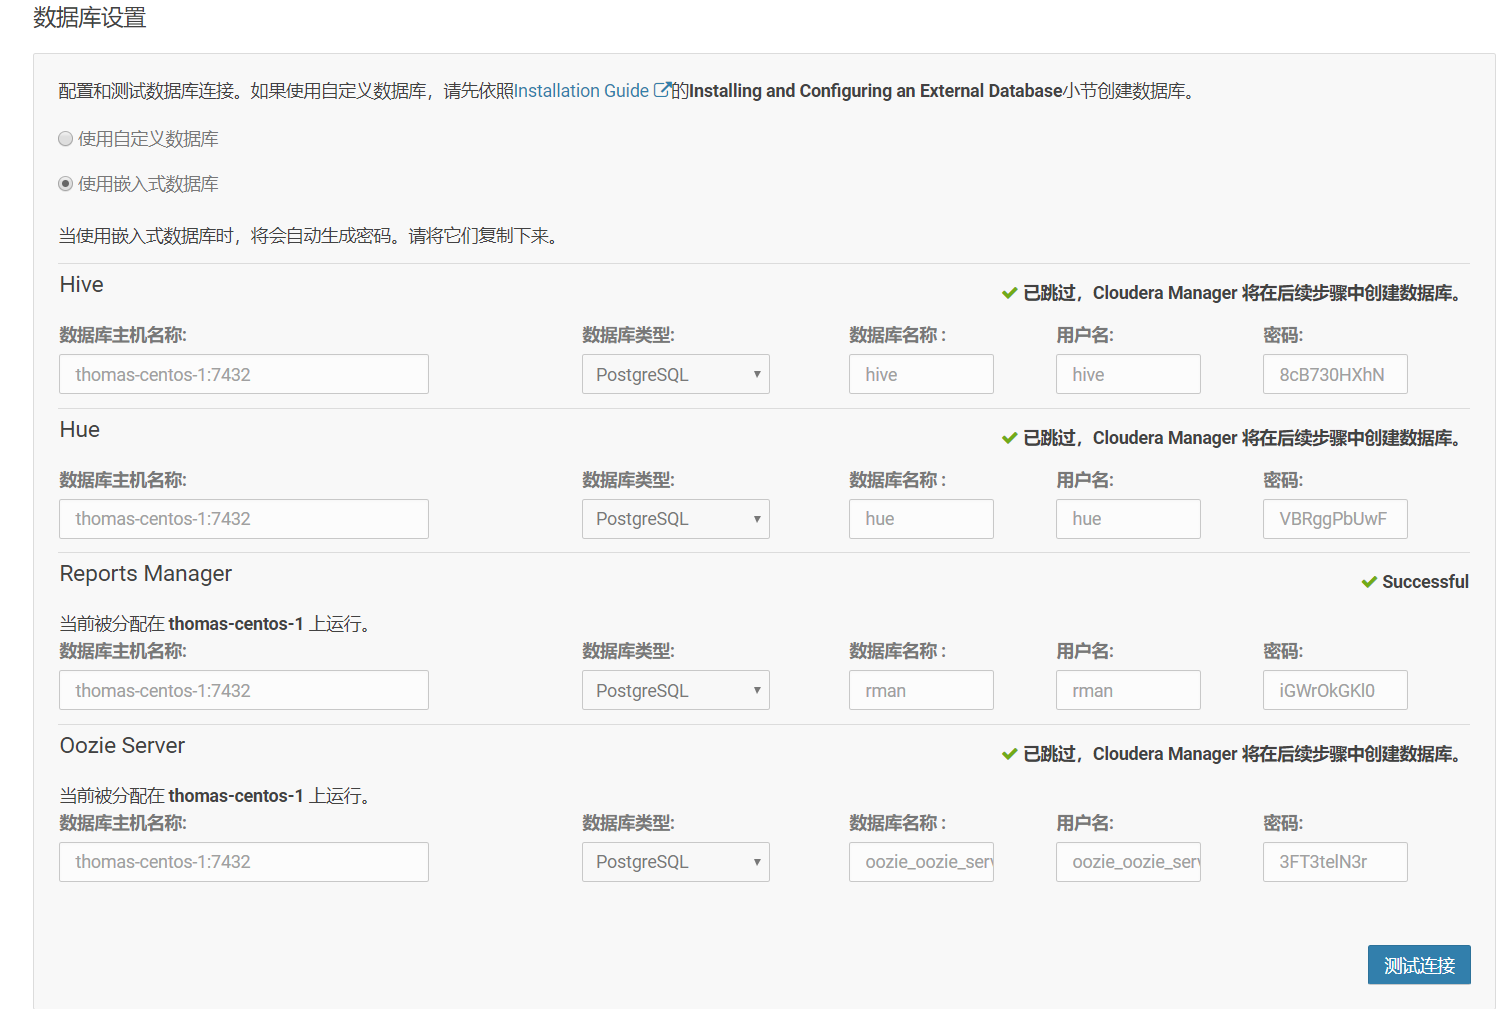 数据库设置
配置和测试数据库连接。如果使用自定义数据库，请先依照Installation Guide的Installing and Configuring an External Database小节创建数据库。
使用自定义数据库
使用嵌入式数据库
当使用嵌入式数据库时，将会自动生成密码。请将它们复制下来。
Hive
已跳过，Cloudera Manager 将在后续步骤中创建数据库。
数据库主机名称: 数据库类型: 数据库名称 : 用户名: 密码:
thomas-centos-1:7432 PostgreSQL hive hive 8cB730HXhN
Hue
已跳过，Cloudera Manager 将在后续步骤中创建数据库。
数据库主机名称: 数据库类型: 数据库名称 : 用户名: 密码:
thomas-centos-1:7432 PostgreSQL hue hue VBRggPbUwF
Reports Manager
Successful
当前被分配在 thomas-centos-1 上运行。
数据库主机名称: 数据库类型: 数据库名称 : 用户名: 密码:
thomas-centos-1:7432 PostgreSQL rman rman iGWrOkGKl0
Oozie Server
已跳过，Cloudera Manager 将在后续步骤中创建数据库。
当前被分配在 thomas-centos-1 上运行。
数据库主机名称: 数据库类型: 数据库名称 : 用户名: 密码:
thomas-centos-1:7432 PostgreSQL oozie_oozie_serv oozie_oozie_serv 3FT3telN3r
测试连接